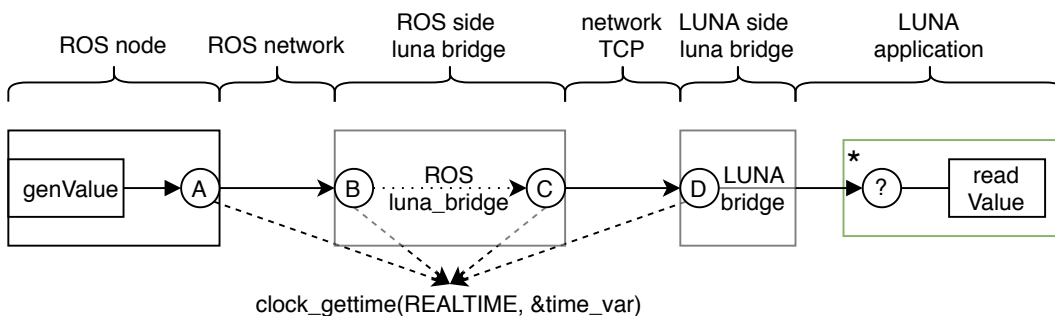 ROS node
ROS network
ROS side
luna bridge
network
TCP
LUNA side
luna bridge
LUNA
application
genValue
A
B
ROS
luna_bridge
C
D
LUNA
bridge
*
?
read
Value
clock_gettime(REALTIME, &time_var)